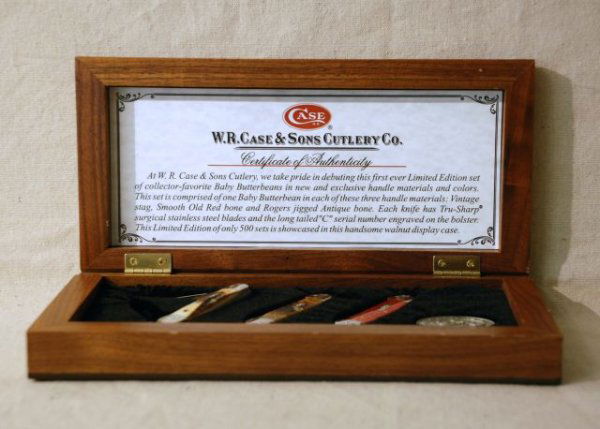 CASE
W.R. CASE & SONS CUTLERY CO.
Certificate of Authenticity
At W. R. Case & Sons Cutlery, we take pride in debuting this first ever Limited Edition set
of collector-favorite Baby Butterbeans in new and exclusive handle materials and colors.
This set is comprised of one Baby Butterbean in each of these three handle materials: Vintage
stag, Smooth Old Red bone and Rogers jigged Antique bone. Each knife has Tru-Sharp®
surgical stainless steel blades and the long tailed "C" serial number engraved on the bolster.
This Limited Edition of only 500 sets is showcased in this handsome walnut display case.